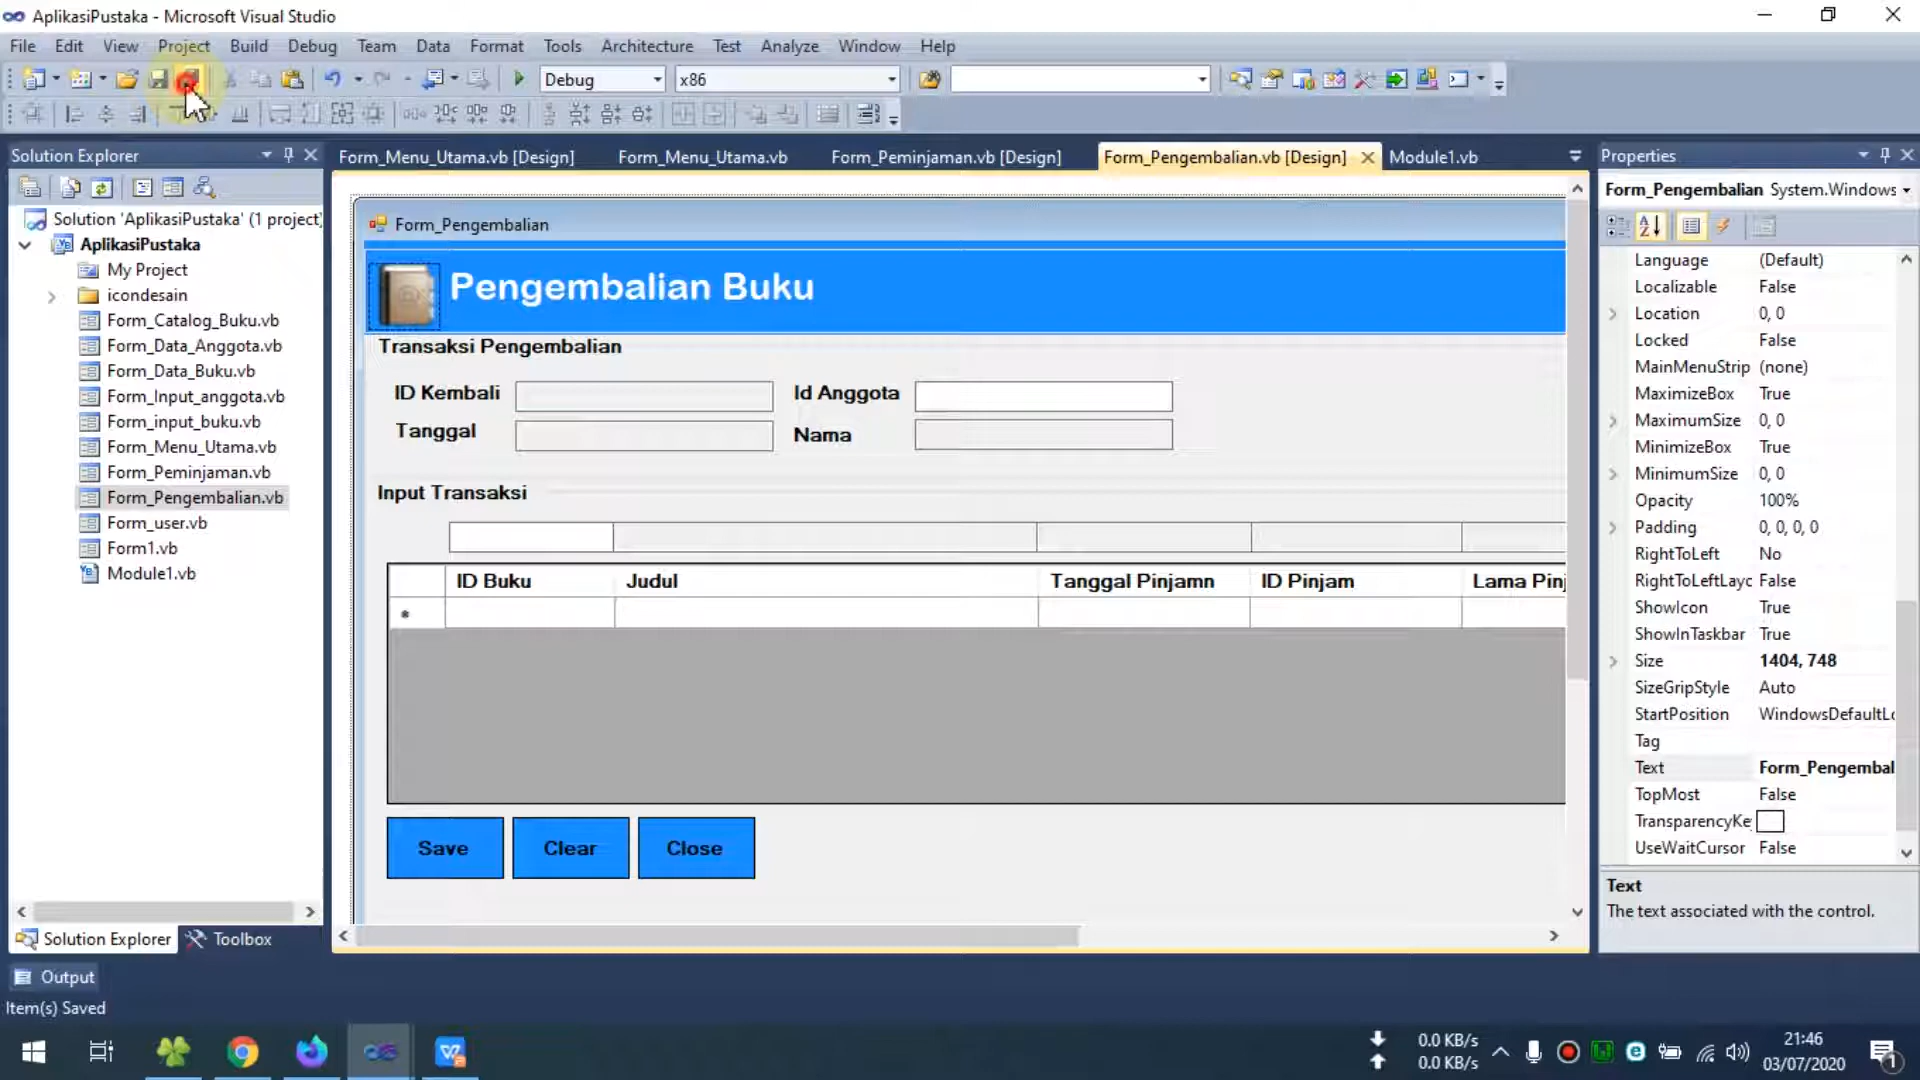 AplikasiPustaka - Microsoft Visual Studio
File Edit View Project Build Debug Team Data Format Tools Architecture Test Analyze Window Help
Debug x86
Solution Explorer
Form_Menu_Utama.vb [Design] Form_Menu_Utama.vb Form_Peminjaman.vb [Design] Form_Pengembalian.vb [Design] Module1.vb
Properties
Form_Pengembalian System.Windows
Solution 'AplikasiPustaka' (1 project)
AplikasiPustaka
My Project
icondesain
Form_Catalog_Buku.vb
Form_Data_Anggota.vb
Form_Data_Buku.vb
Form_Input_anggota.vb
Form_input_buku.vb
Form_Menu_Utama.vb
Form_Peminjaman.vb
Form_Pengembalian.vb
Form_user.vb
Form1.vb
Module1.vb
Solution Explorer Toolbox
Form_Pengembalian
Pengembalian Buku
Transaksi Pengembalian
ID Kembali Id Anggota
Tanggal Nama
Input Transaksi
ID Buku Judul Tanggal Pinjamn ID Pinjam Lama Pinj
*
Save Clear Close
Language (Default)
Localizable False
Location 0, 0
Locked False
MainMenuStrip (none)
MaximizeBox True
MaximumSize 0, 0
MinimizeBox True
MinimumSize 0, 0
Opacity 100%
Padding 0, 0, 0, 0
RightToLeft No
RightToLeftLayc False
ShowIcon True
ShowInTaskbar True
Size 1404, 748
SizeGripStyle Auto
StartPosition WindowsDefaultLc
Tag
Text Form_Pengembal
TopMost False
TransparencyKe
UseWaitCursor False
Text
The text associated with the control.
Output
Item(s) Saved
0.0 KB/s
0.0 KB/s
21:46
03/07/2020
1